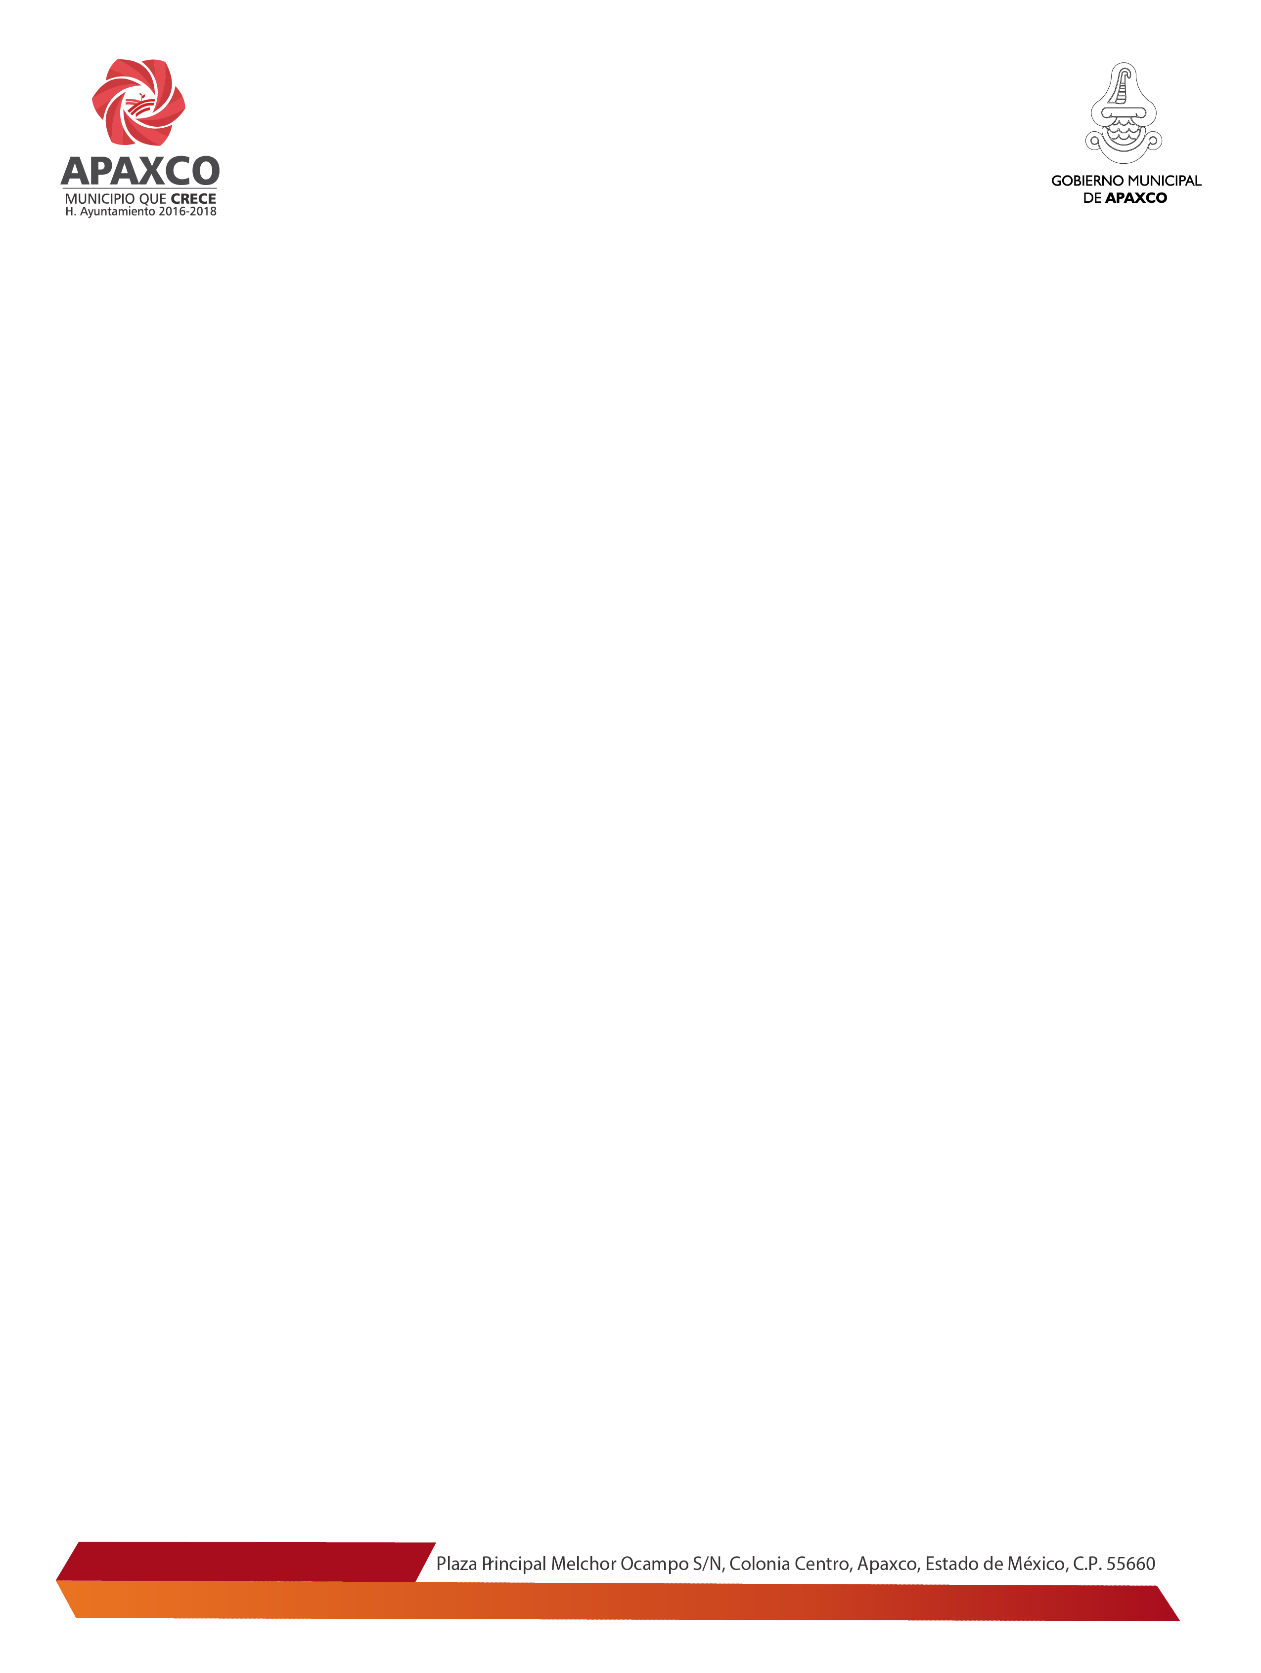 APAXCO
MUNICIPIO QUE CRECE
H. Ayuntamiento 2016-2018
GOBIERNO MUNICIPAL
DE APAXCO
Plaza Principal Melchor Ocampo S/N, Colonia Centro, Apaxco, Estado de México, C.P. 55660